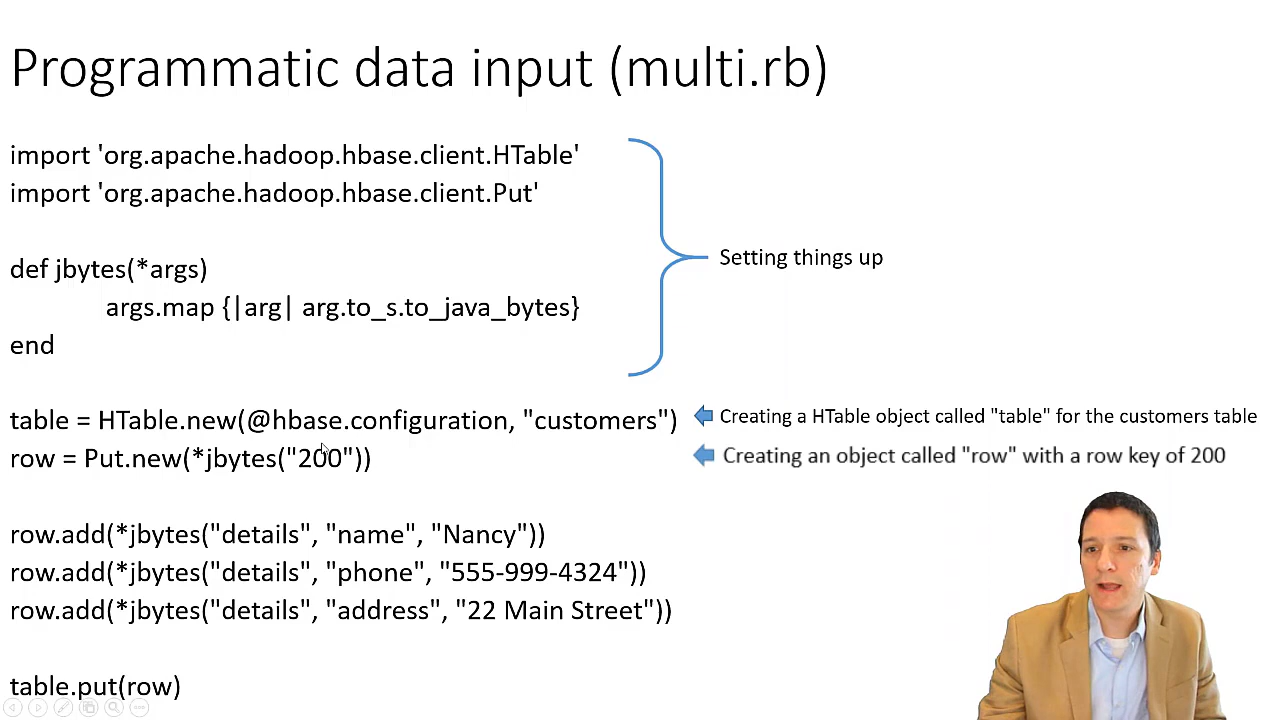 Programmatic data input (multi.rb)
import 'org.apache.hadoop.hbase.client.HTable'
import 'org.apache.hadoop.hbase.client.Put'
def jbytes(*args)
args.map {|arg| arg.to_s.to_java_bytes}
end
Setting things up
table = HTable.new(@hbase.configuration, "customers")
Creating a HTable object called "table" for the customers table
row = Put.new(*jbytes("200"))
Creating an object called "row" with a row key of 200
row.add(*jbytes("details", "name", "Nancy"))
row.add(*jbytes("details", "phone", "555-999-4324"))
row.add(*jbytes("details", "address", "22 Main Street"))
table.put(row)